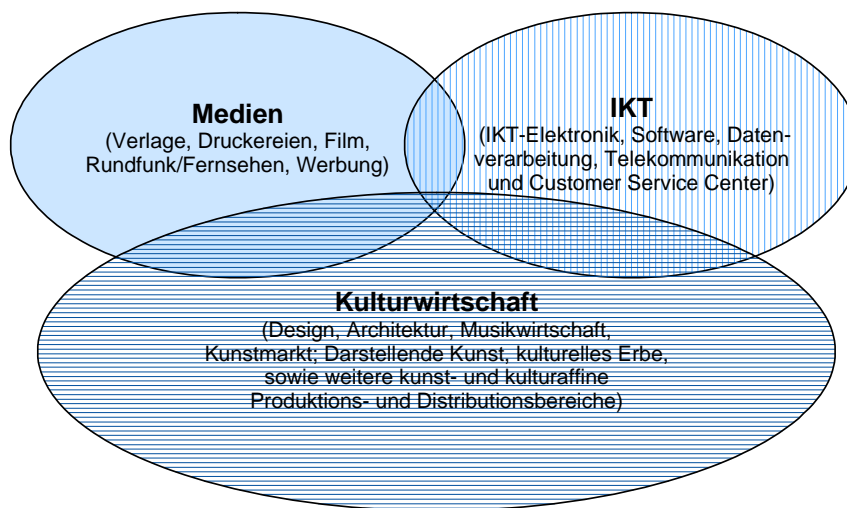 Medien
(Verlage, Druckereien, Film,
Rundfunk/Fernsehen, Werbung)
IKT
(IKT-Elektronik, Software, Daten-
verarbeitung, Telekommunikation
und Customer Service Center)
Kulturwirtschaft
(Design, Architektur, Musikwirtschaft,
Kunstmarkt; Darstellende Kunst, kulturelles Erbe,
sowie weitere kunst- und kulturaffine
Produktions- und Distributionsbereiche)